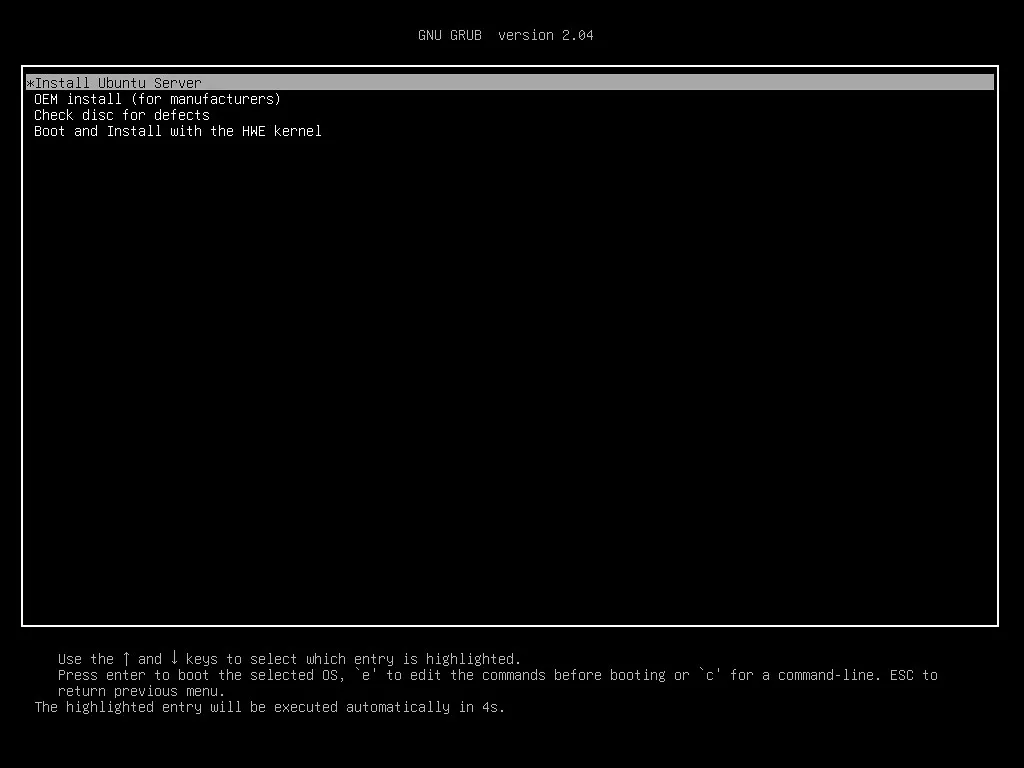 GNU GRUB  version 2.04
*Install Ubuntu Server
OEM install (for manufacturers)
Check disc for defects
Boot and Install with the HWE kernel
Use the ↑ and ↓ keys to select which entry is highlighted.
Press enter to boot the selected OS, `e' to edit the commands before booting or `c' for a command-line. ESC to
return previous menu.
The highlighted entry will be executed automatically in 4s.